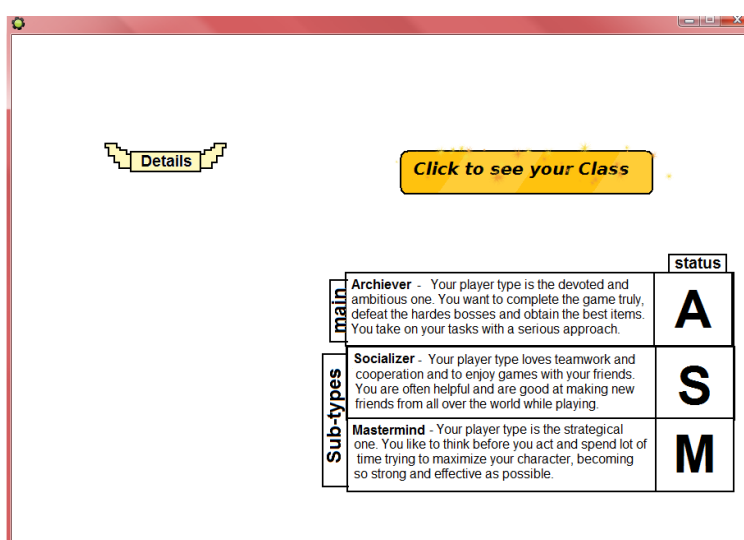 Details
Click to see your Class
status
main
Archiever - Your player type is the devoted and
ambitious one. You want to complete the game truly,
defeat the hardes bosses and obtain the best items.
You take on your tasks with a serious approach.
A
Sub-types
Socializer - Your player type loves teamwork and
cooperation and to enjoy games with your friends.
You are often helpful and are good at making new
friends from all over the world while playing.
S
Mastermind - Your player type is the strategical
one. You like to think before you act and spend lot of
time trying to maximize your character, becoming
so strong and effective as possible.
M